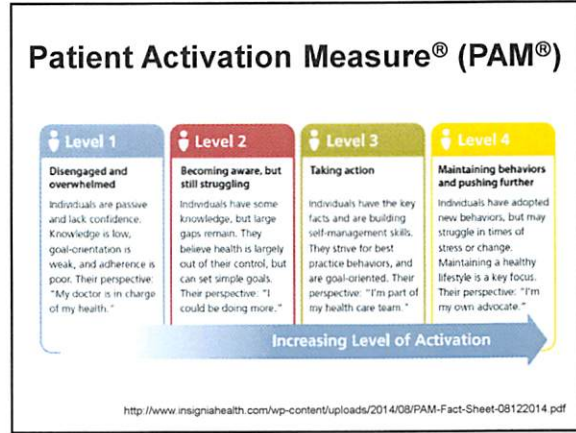 Patient Activation Measure® (PAM®)
Level 1
Disengaged and
overwhelmed
Individuals are passive
and lack confidence.
Knowledge is low,
goal-orientation is
weak, and adherence is
poor. Their perspective:
"My doctor is in charge
of my health."
Level 2
Becoming aware, but
still struggling
Individuals have some
knowledge, but large
gaps remain. They
believe health is largely
out of their control, but
can set simple goals.
Their perspective: "I
could be doing more."
Level 3
Taking action
Individuals have the key
facts and are building
self-management skills.
They strive for best
practice behaviors, and
are goal-oriented. Their
perspective: "I'm part of
my health care team."
Level 4
Maintaining behaviors
and pushing further
Individuals have adopted
new behaviors, but may
struggle in times of
stress or change.
Maintaining a healthy
lifestyle is a key focus.
Their perspective: "I'm
my own advocate."
Increasing Level of Activation
http://www.insigniahealth.com/wp-content/uploads/2014/08/PAM-Fact-Sheet-08122014.pdf